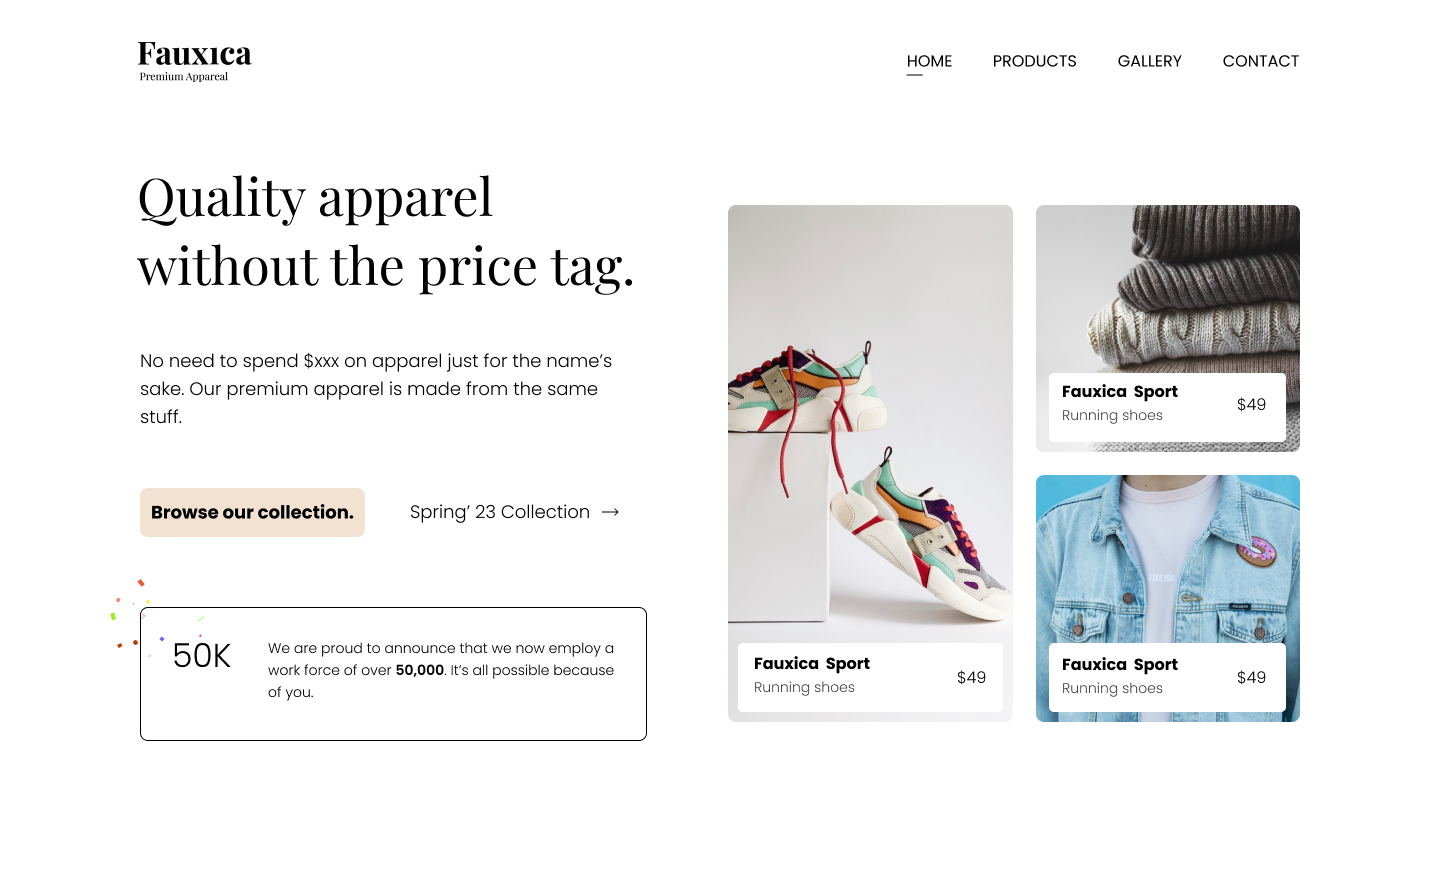 Fauxıca
Premium Appareal
HOME PRODUCTS GALLERY CONTACT
Quality apparel
without the price tag.
No need to spend $xxx on apparel just for the name’s
sake. Our premium apparel is made from the same
stuff.
Browse our collection.
Spring’ 23 Collection →
50K
We are proud to announce that we now employ a
work force of over 50,000. It’s all possible because
of you.
Fauxica Sport
Running shoes
$49
Fauxica Sport
Running shoes
$49
Fauxica Sport
Running shoes
$49